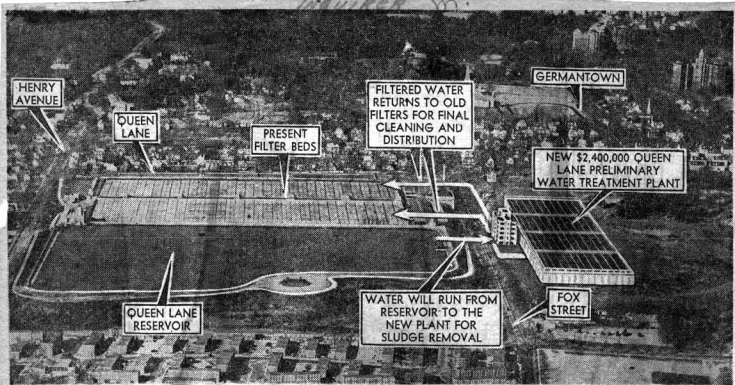 INQUIRER
HENRY
AVENUE
QUEEN
LANE
PRESENT
FILTER BEDS
FILTERED WATER
RETURNS TO OLD
FILTERS FOR FINAL
CLEANING AND
DISTRIBUTION
GERMANTOWN
NEW $2,400,000 QUEEN
LANE PRELIMINARY
WATER TREATMENT PLANT
QUEEN LANE
RESERVOIR
WATER WILL RUN FROM
RESERVOIR TO THE
NEW PLANT FOR
SLUDGE REMOVAL
FOX
STREET